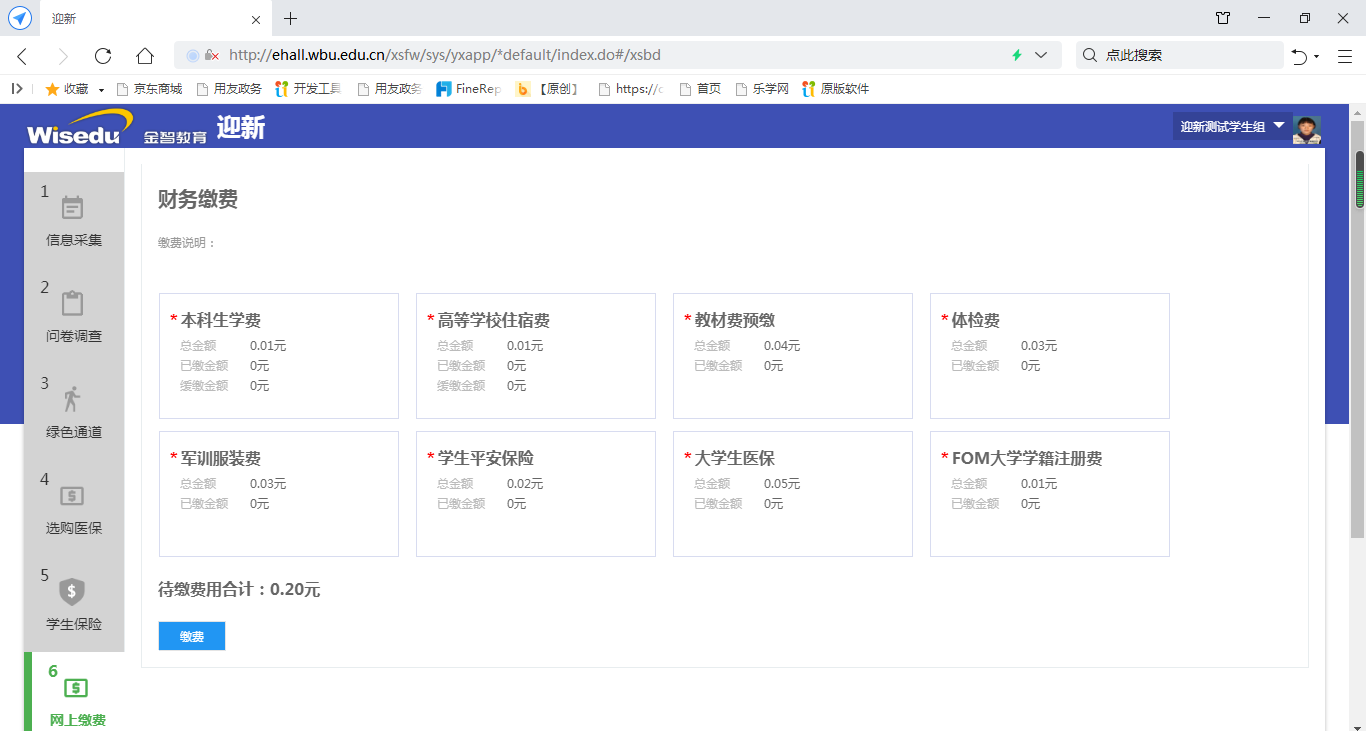 迎新
http://ehall.wbu.edu.cn/xsfw/sys/yxapp/*default/index.do#/xsbd
点此搜索
收藏 京东商城 用友政务 开发工具 用友政务 FineRep 【原创】 https:// 首页 乐学网 原版软件
Wisedu 金智教育 迎新
迎新测试学生组
1
信息采集
2
问卷调查
3
绿色通道
4
选购医保
5
学生保险
6
网上缴费
财务缴费
缴费说明：
* 本科生学费
总金额 0.01元
已缴金额 0元
缓缴金额 0元
* 高等学校住宿费
总金额 0.01元
已缴金额 0元
缓缴金额 0元
* 教材费预缴
总金额 0.04元
已缴金额 0元
* 体检费
总金额 0.03元
已缴金额 0元
* 军训服装费
总金额 0.03元
已缴金额 0元
* 学生平安保险
总金额 0.02元
已缴金额 0元
* 大学生医保
总金额 0.05元
已缴金额 0元
* FOM大学学籍注册费
总金额 0.01元
已缴金额 0元
待缴费用合计：0.20元
缴费